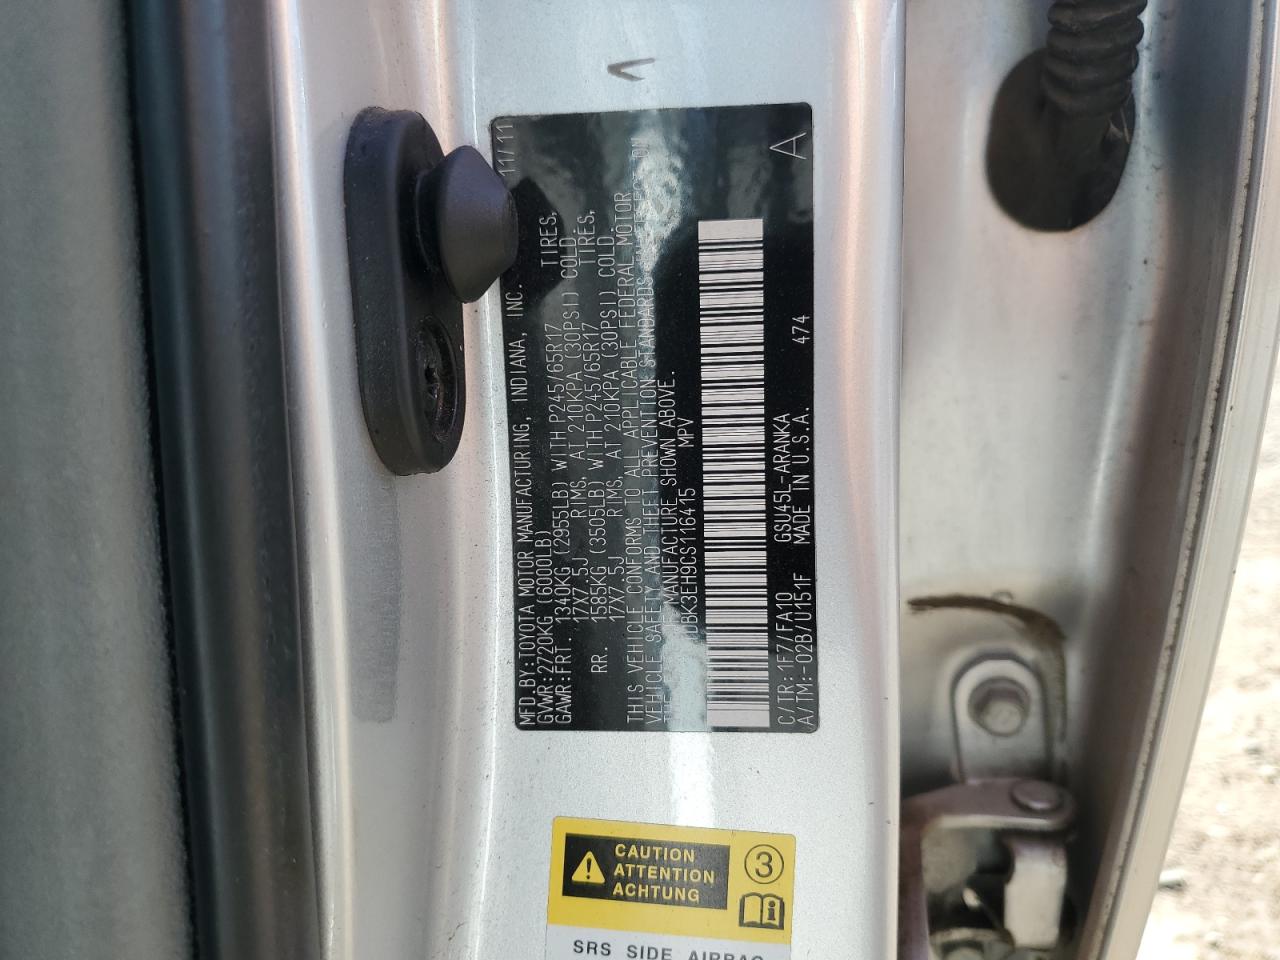 MFD. BY: TOYOTA MOTOR MANUFACTURING, INDIANA, INC. 11/11
GVWR: 2720KG (6000LB)
GAWR: FRT. 1340KG (2955LB) WITH P245/65R17 TIRES,
17X7.5J RIMS, AT 210KPA (30PSI) COLD
RR. 1585KG (3505LB) WITH P245/65R17 TIRES,
17X7.5J RIMS, AT 210KPA (30PSI) COLD.
THIS VEHICLE CONFORMS TO ALL APPLICABLE FEDERAL MOTOR
VEHICLE SAFETY AND THEFT PREVENTION STANDARDS IN EFFECT ON
MANUFACTURE SHOWN ABOVE.
DBK3EH9CS116415 MPV
C/TR: 1F7/FA10 GSU45L-ARANKA 474
A/TM: -02B/U151F MADE IN U.S.A.
A
CAUTION
ATTENTION
ACHTUNG
3
SRS SIDE AIRBAG